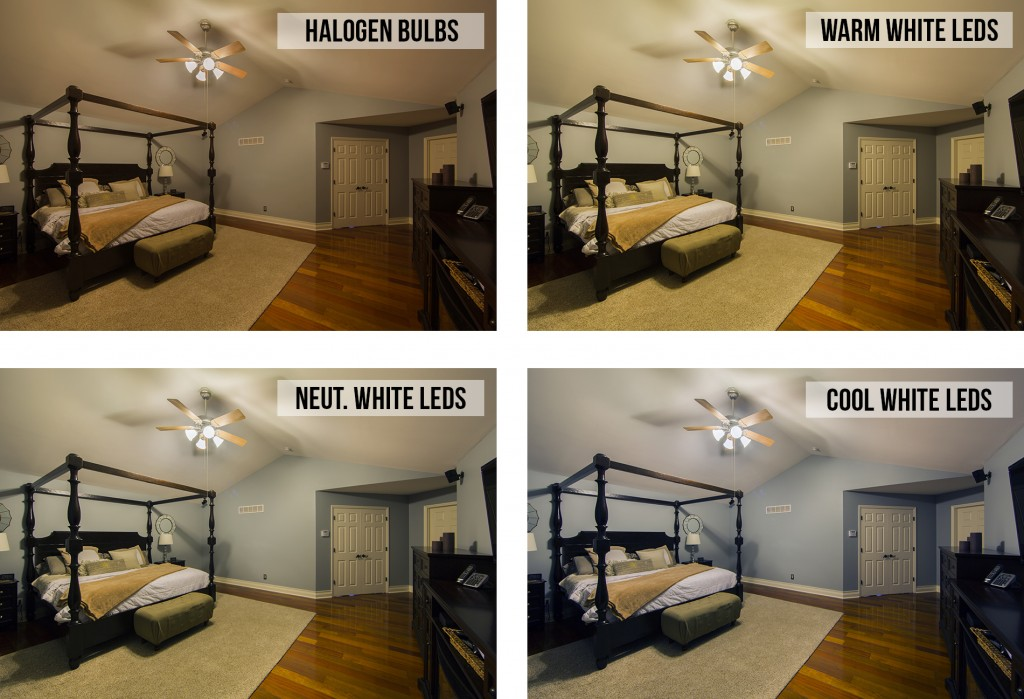 HALOGEN BULBS
WARM WHITE LEDS
NEUT. WHITE LEDS
COOL WHITE LEDS